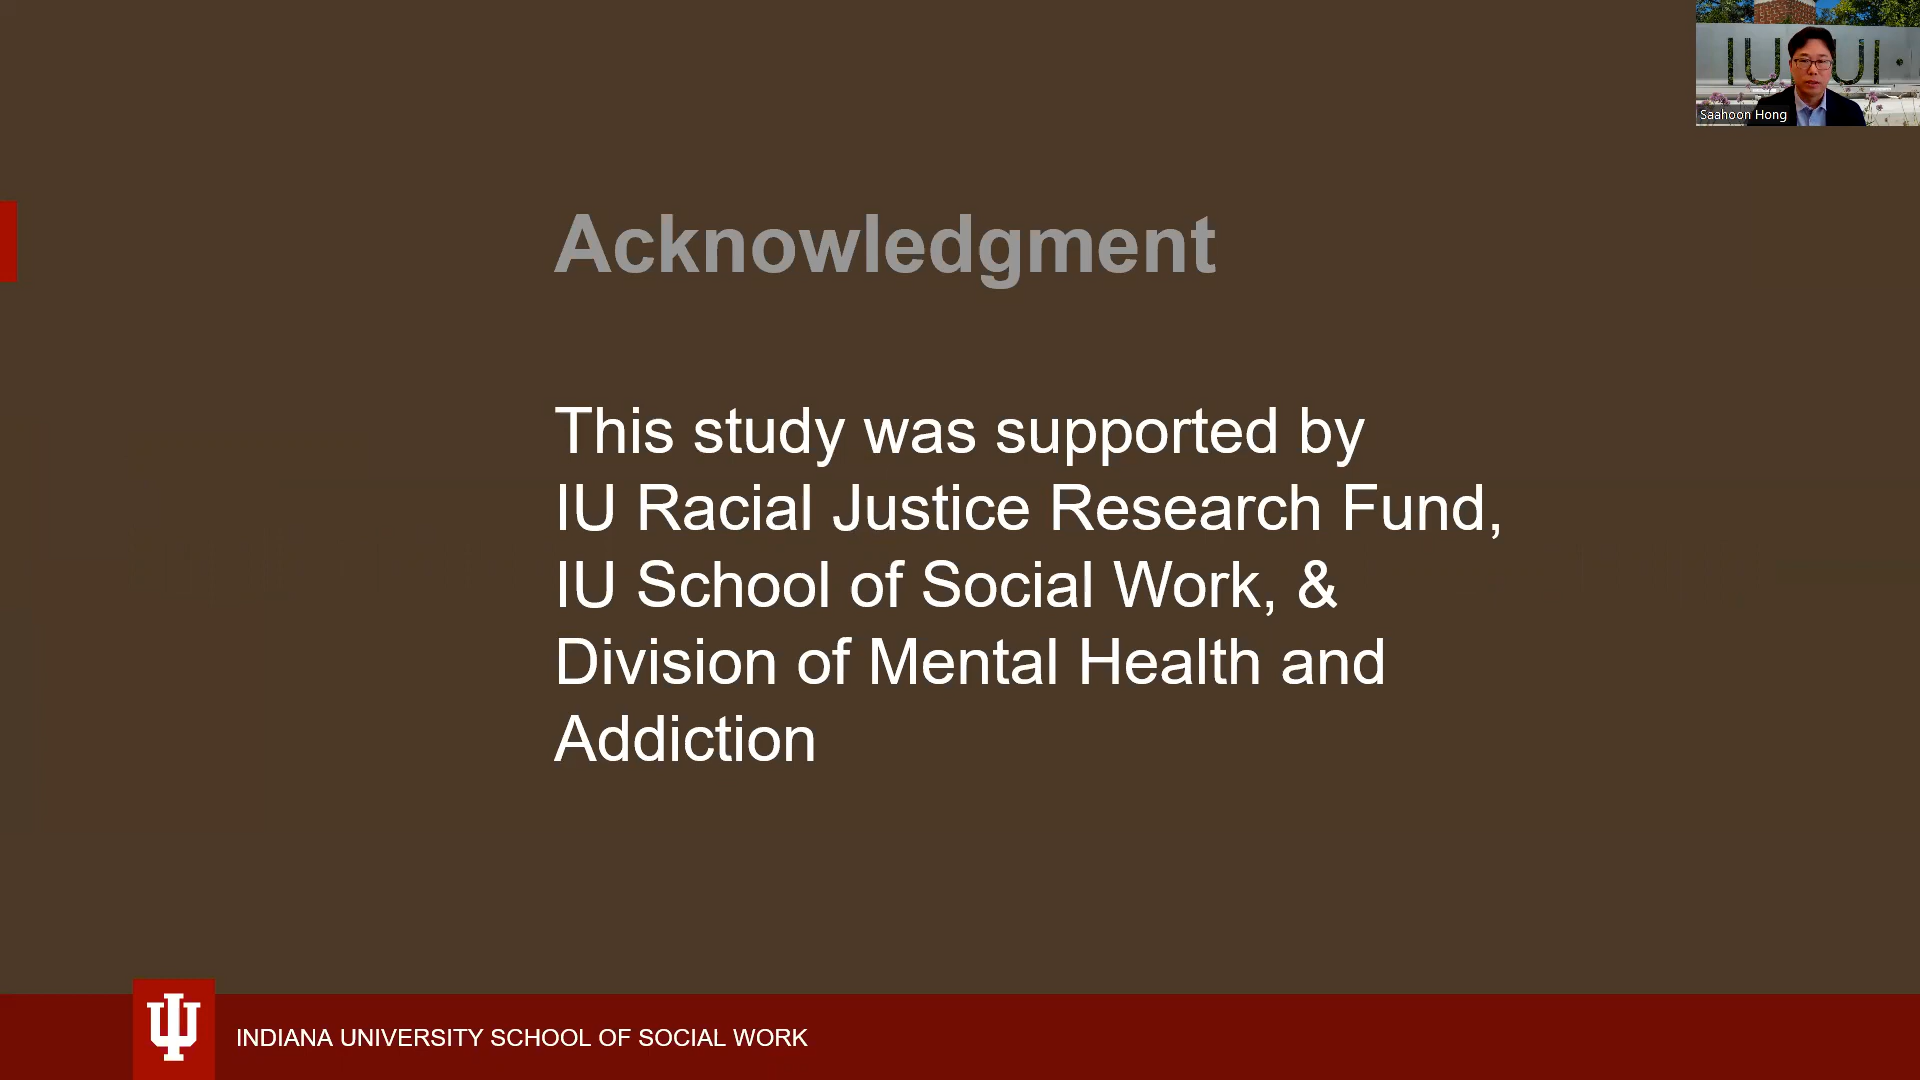 Saahoon Hong
Acknowledgment
This study was supported by
IU Racial Justice Research Fund,
IU School of Social Work, &
Division of Mental Health and
Addiction
INDIANA UNIVERSITY SCHOOL OF SOCIAL WORK